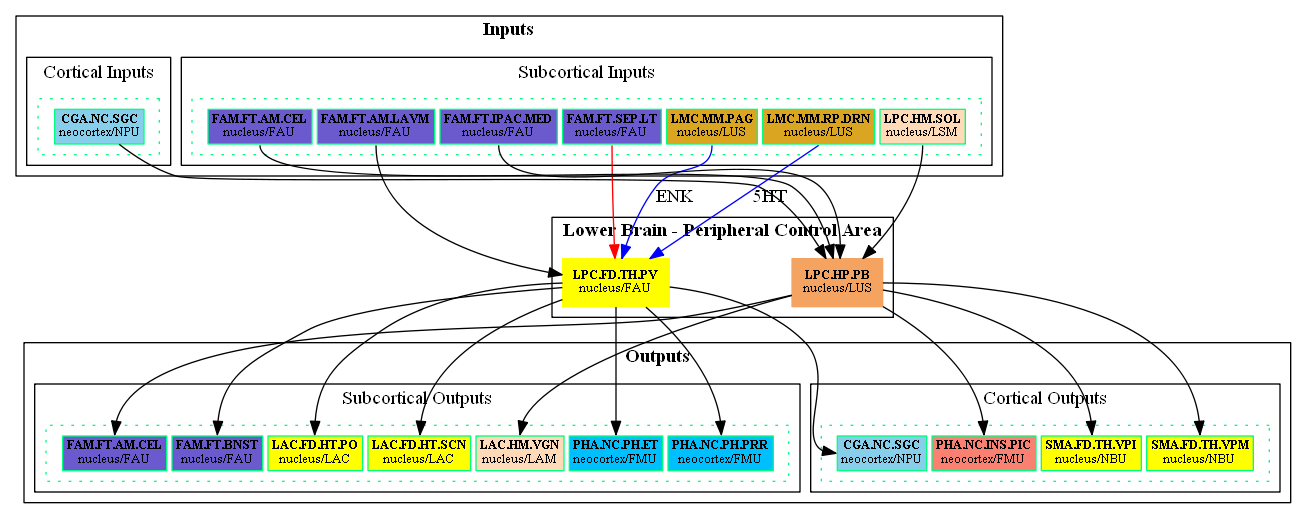 Inputs
Cortical Inputs
Subcortical Inputs
CGA.NC.SGC
neocortex/NPU
FAM.FT.AM.CEL
nucleus/FAU
FAM.FT.AM.LAVM
nucleus/FAU
FAM.FT.IPAC.MED
nucleus/FAU
FAM.FT.SEP.LT
nucleus/FAU
LMC.MM.PAG
nucleus/LUS
LMC.MM.RP.DRN
nucleus/LUS
LPC.HM.SOL
nucleus/LSM
ENK
5HT
Lower Brain - Peripheral Control Area
LPC.FD.TH.PV
nucleus/FAU
LPC.HP.PB
nucleus/LUS
Outputs
Subcortical Outputs
Cortical Outputs
FAM.FT.AM.CEL
nucleus/FAU
FAM.FT.BNST
nucleus/FAU
LAC.FD.HT.PO
nucleus/LAC
LAC.FD.HT.SCN
nucleus/LAC
LAC.HM.VGN
nucleus/LAM
PHA.NC.PH.ET
neocortex/FMU
PHA.NC.PH.PRR
neocortex/FMU
CGA.NC.SGC
neocortex/NPU
PHA.NC.INS.PIC
neocortex/FMU
SMA.FD.TH.VPI
nucleus/NBU
SMA.FD.TH.VPM
nucleus/NBU